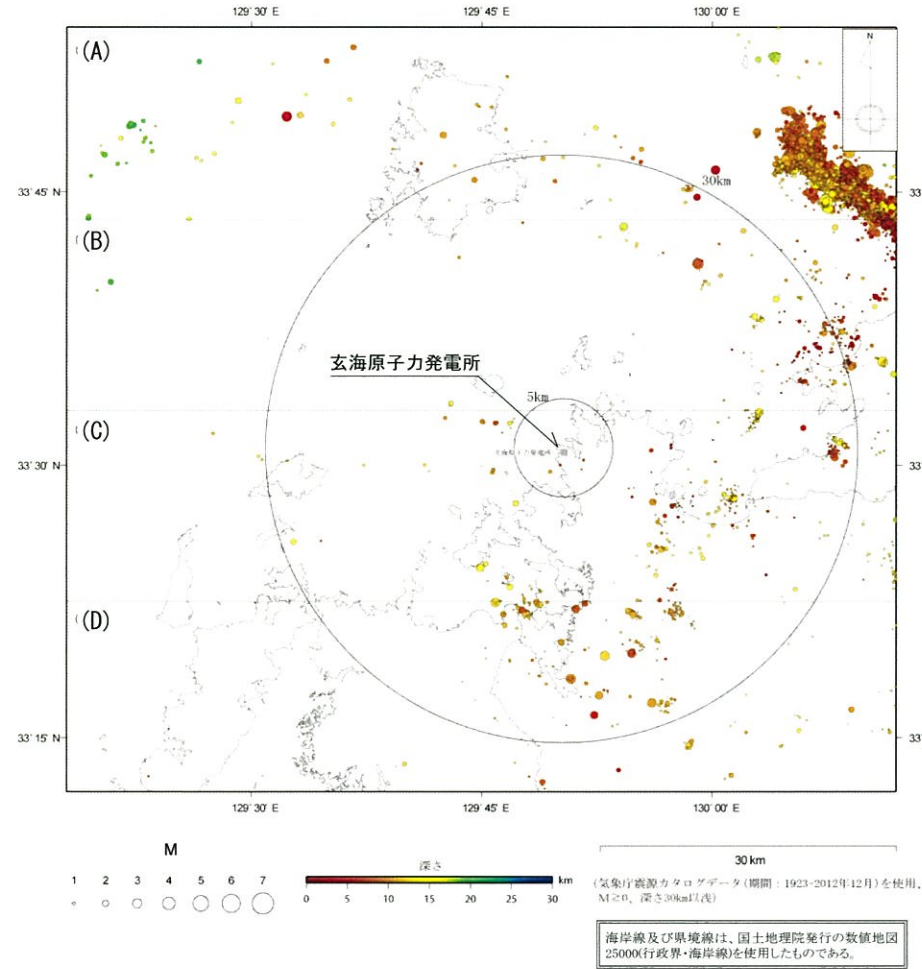 129° 30' E 129° 45' E 130° 00' E
(A)
N
33° 45' N
30km
33°
(B)
玄海原子力発電所
5km
(C)
33° 30' N
33°
(D)
33° 15' N
33°
129° 30' E 129° 45' E 130° 00' E
M
1 2 3 4 5 6 7
深さ
km
0 5 10 15 20 25 30
30 km
(気象庁震源カタログデータ(期間:1923-2012年12月)を使用,
M≧0, 深さ30km以浅)
海岸線及び県境線は、国土地理院発行の数値地図
25000(行政界・海岸線)を使用したものである。